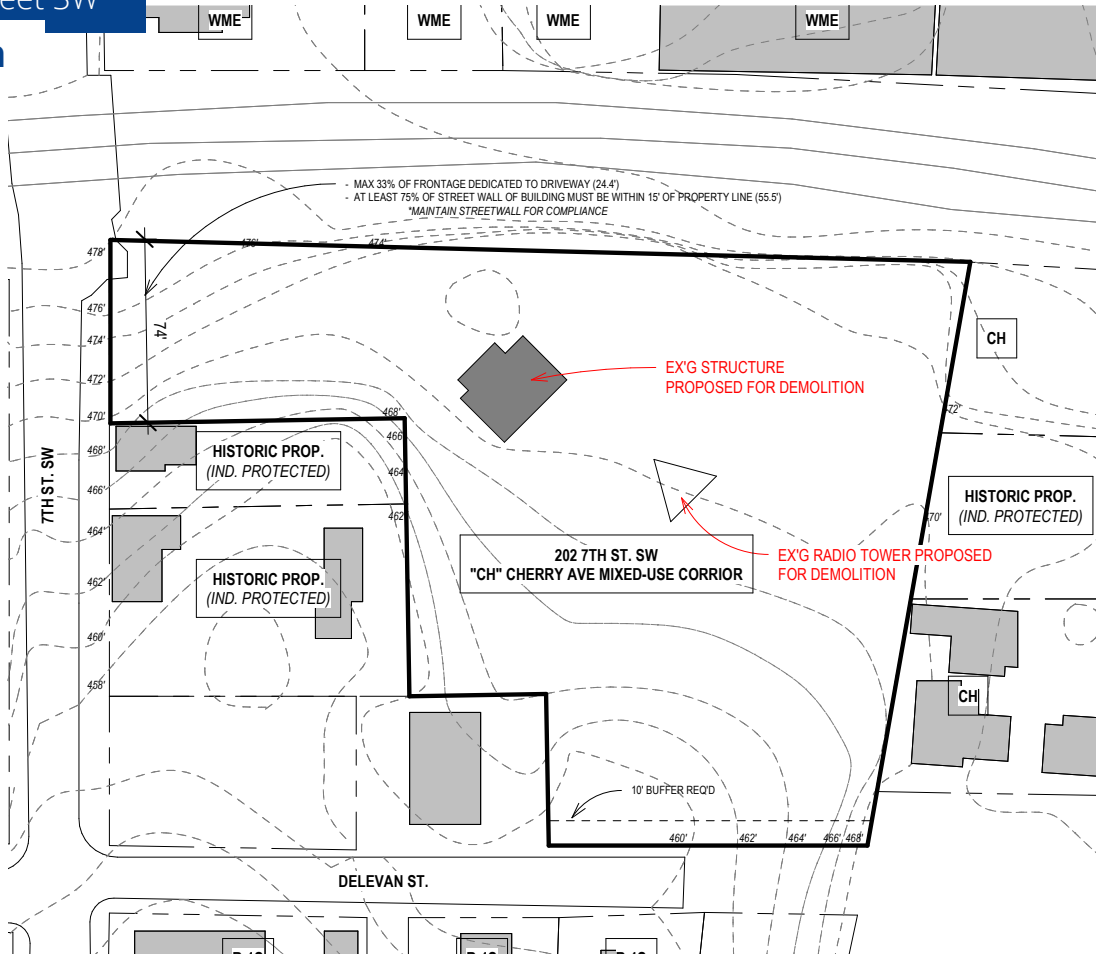 WME
WME
WME
WME
- MAX 33% OF FRONTAGE DEDICATED TO DRIVEWAY (24.4')
- AT LEAST 75% OF STREET WALL OF BUILDING MUST BE WITHIN 15' OF PROPERTY LINE (55.5')
*MAINTAIN STREETWALL FOR COMPLIANCE
478'
476'
474'
476'
474'
472'
470'
74'
EX'G STRUCTURE
PROPOSED FOR DEMOLITION
CH
72'
468'
466'
464'
462'
468'
466'
464'
462'
460'
458'
7TH ST. SW
HISTORIC PROP.
(IND. PROTECTED)
HISTORIC PROP.
(IND. PROTECTED)
HISTORIC PROP.
(IND. PROTECTED)
70'
202 7TH ST. SW
"CH" CHERRY AVE MIXED-USE CORRIOR
EX'G RADIO TOWER PROPOSED
FOR DEMOLITION
CH
10' BUFFER REQ'D
460'
462'
464'
466'
468'
DELEVAN ST.